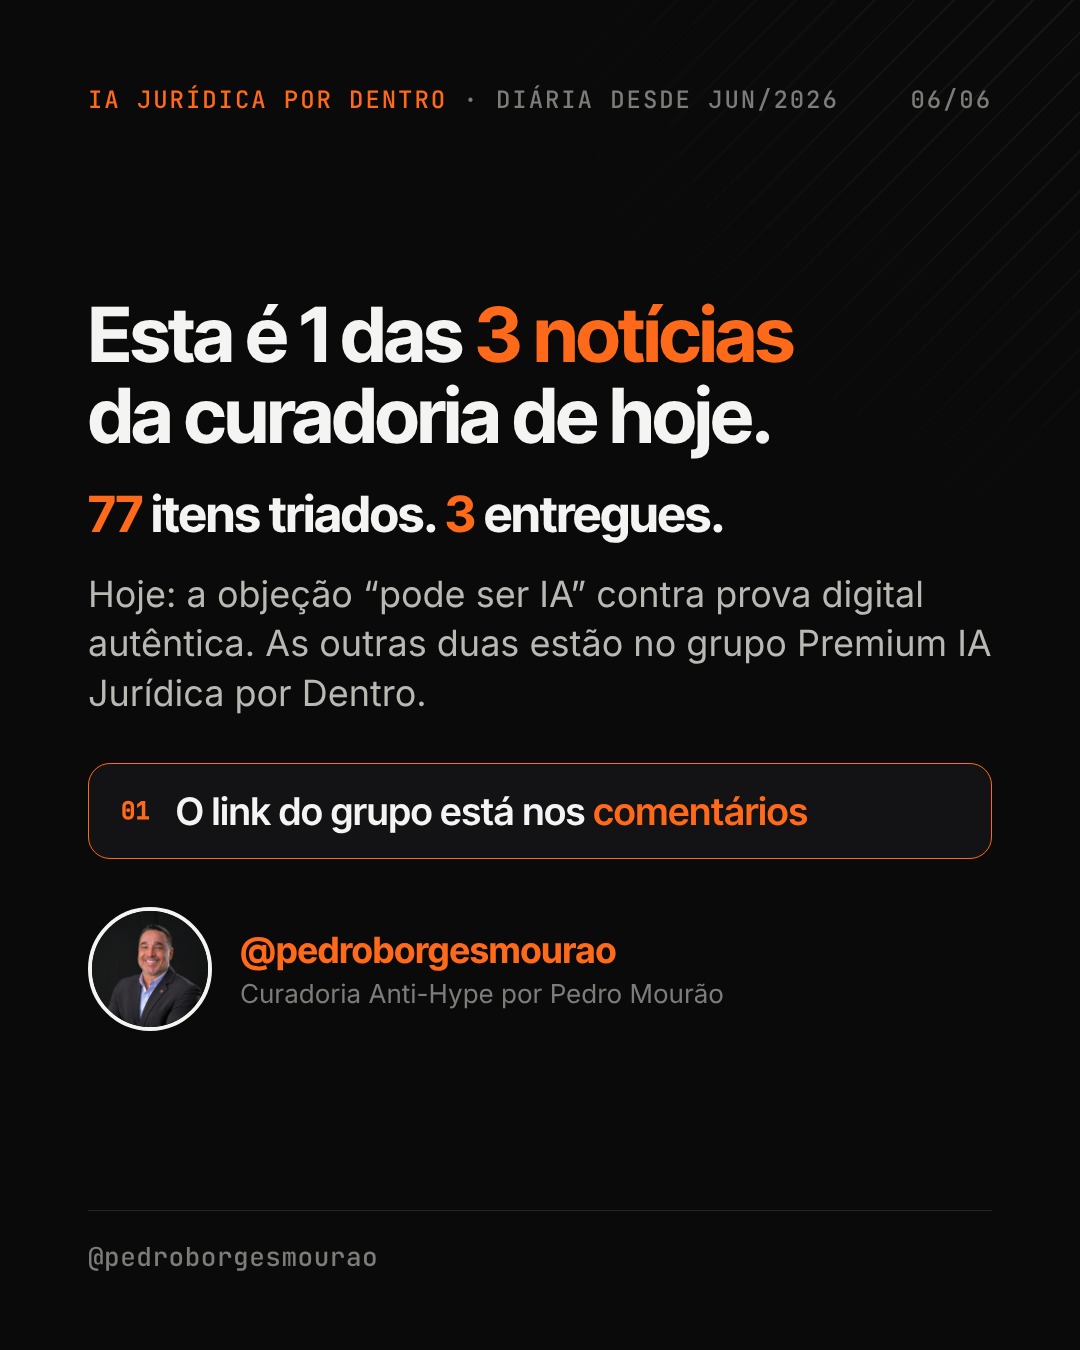 IA JURÍDICA POR DENTRO · DIÁRIA DESDE JUN/2026 06/06
Esta é 1 das 3 notícias
da curadoria de hoje.
77 itens triados. 3 entregues.
Hoje: a objeção “pode ser IA” contra prova digital
autêntica. As outras duas estão no grupo Premium IA
Jurídica por Dentro.
01 O link do grupo está nos comentários
@pedroborgesmourao
Curadoria Anti-Hype por Pedro Mourão
@pedroborgesmourao